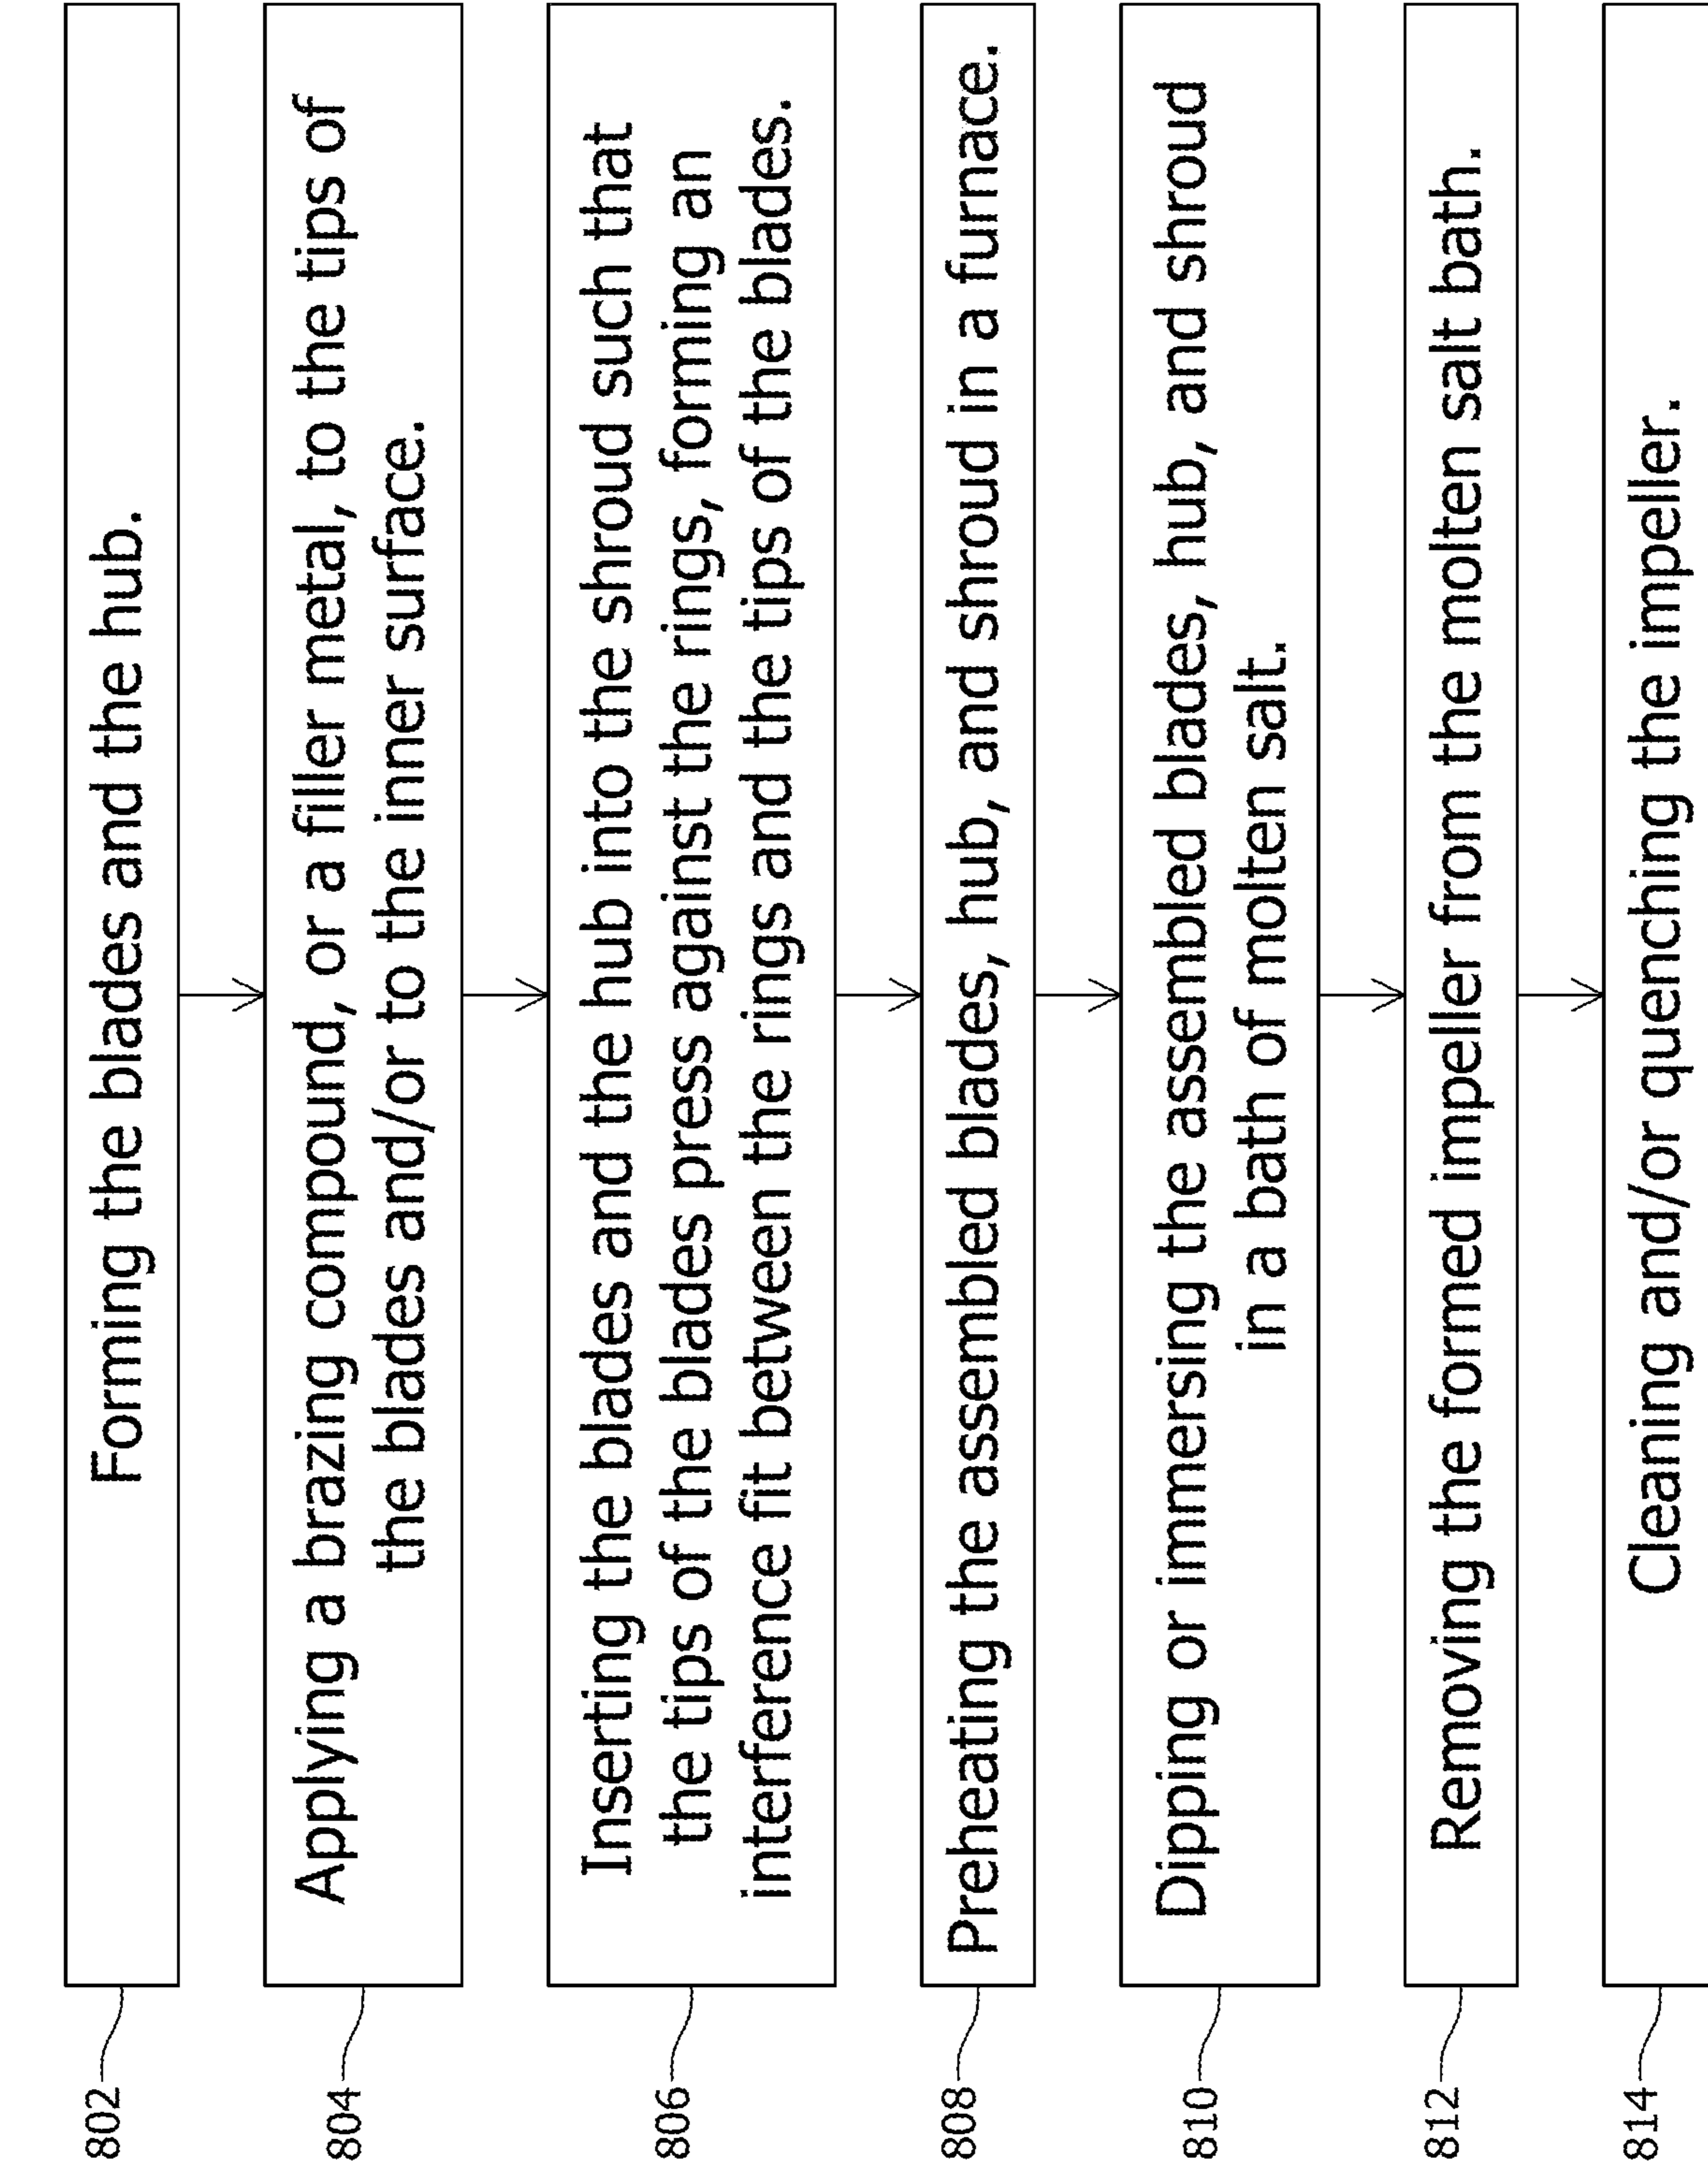 802
Forming the blades and the hub.
804
Applying a brazing compound, or a filler metal, to the tips of
the blades and/or to the inner surface.
806
Inserting the blades and the hub into the shroud such that
the tips of the blades press against the rings, forming an
interference fit between the rings and the tips of the blades.
808
Preheating the assembled blades, hub, and shroud in a furnace.
810
Dipping or immersing the assembled blades, hub, and shroud
in a bath of molten salt.
812
Removing the formed impeller from the molten salt bath.
814
Cleaning and/or quenching the impeller.